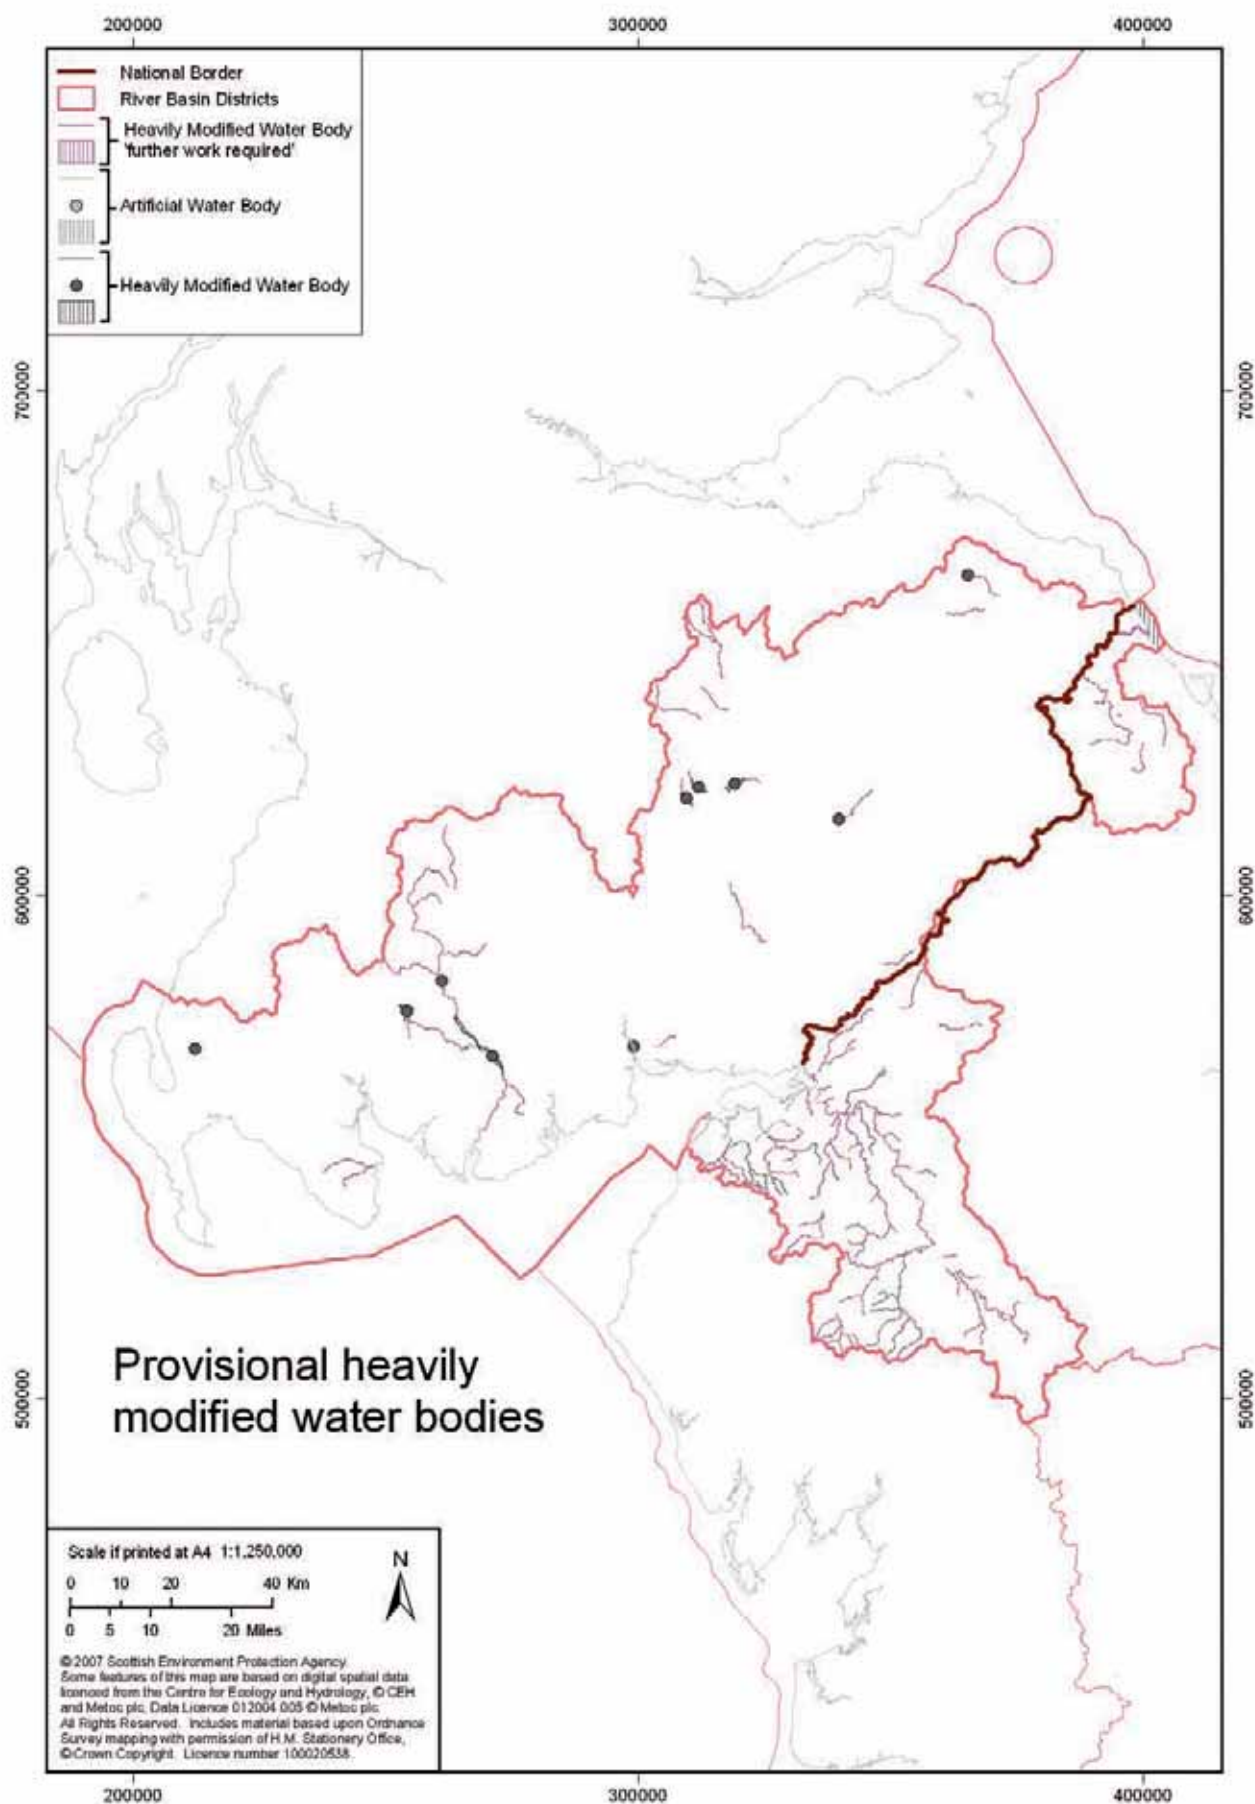 200000 300000 400000
National Border
River Basin Districts
Heavily Modified Water Body
'further work required'
Artificial Water Body
Heavily Modified Water Body
700000 700000
600000 600000
500000 500000
Provisional heavily
modified water bodies
Scale if printed at A4 1:1,250,000
N
0 10 20 40 Km
0 5 10 20 Miles
©2007 Scottish Environment Protection Agency.
Some features of this map are based on digital spatial data
licenced from the Centre for Ecology and Hydrology, © CEH
and Metoc plc, Data Licence 012004.005 © Metoc plc.
All Rights Reserved. Includes material based upon Ordnance
Survey mapping with permission of H.M. Stationery Office,
©Crown Copyright. Licence number 100020538.
200000 300000 400000